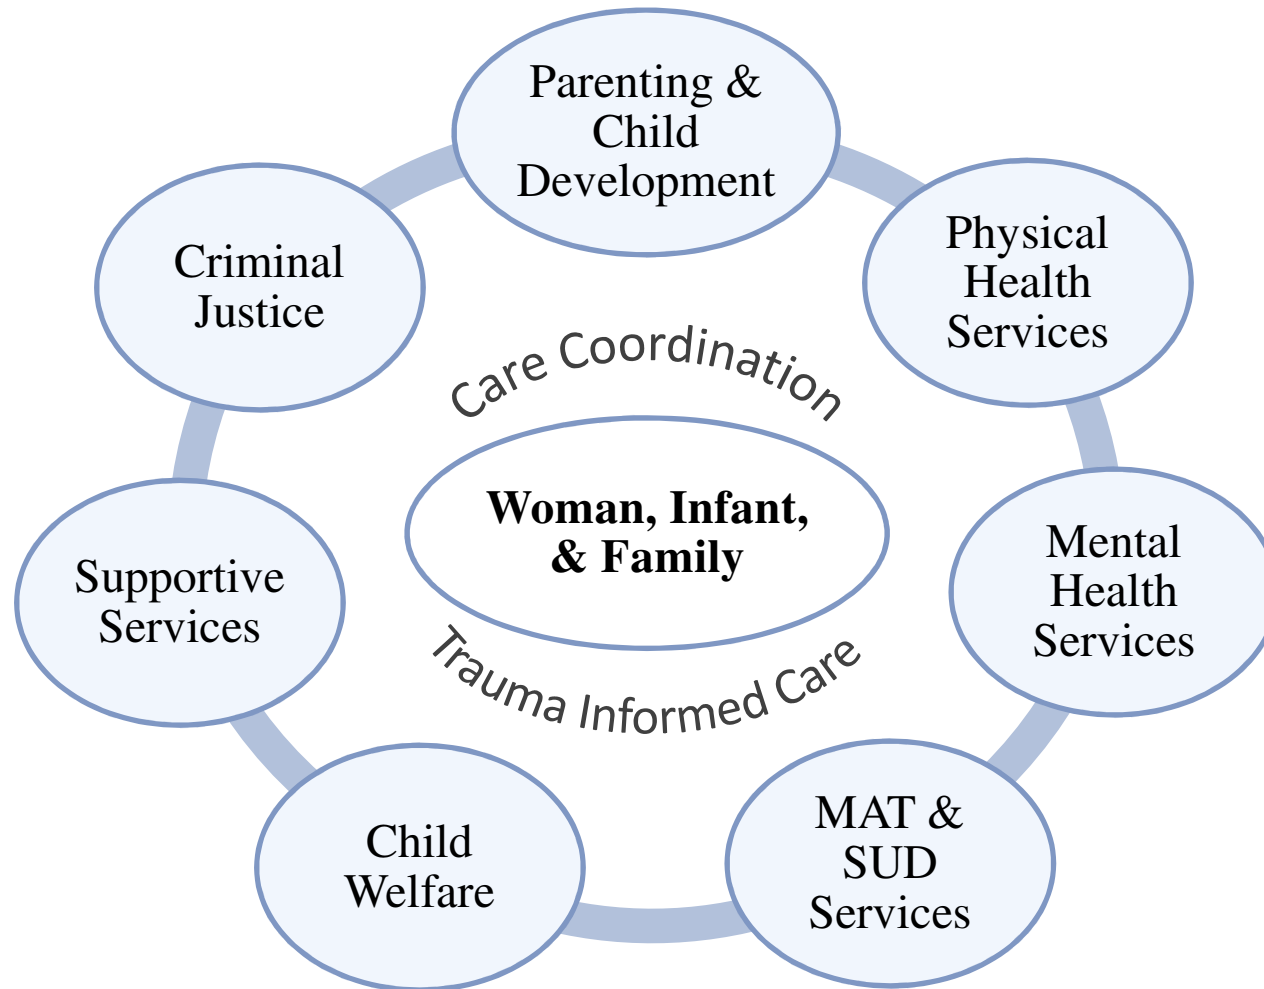 Parenting &
Child
Development
Physical
Health
Services
Mental
Health
Services
MAT &
SUD
Services
Child
Welfare
Supportive
Services
Criminal
Justice
Care Coordination
Woman, Infant,
& Family
Trauma Informed Care